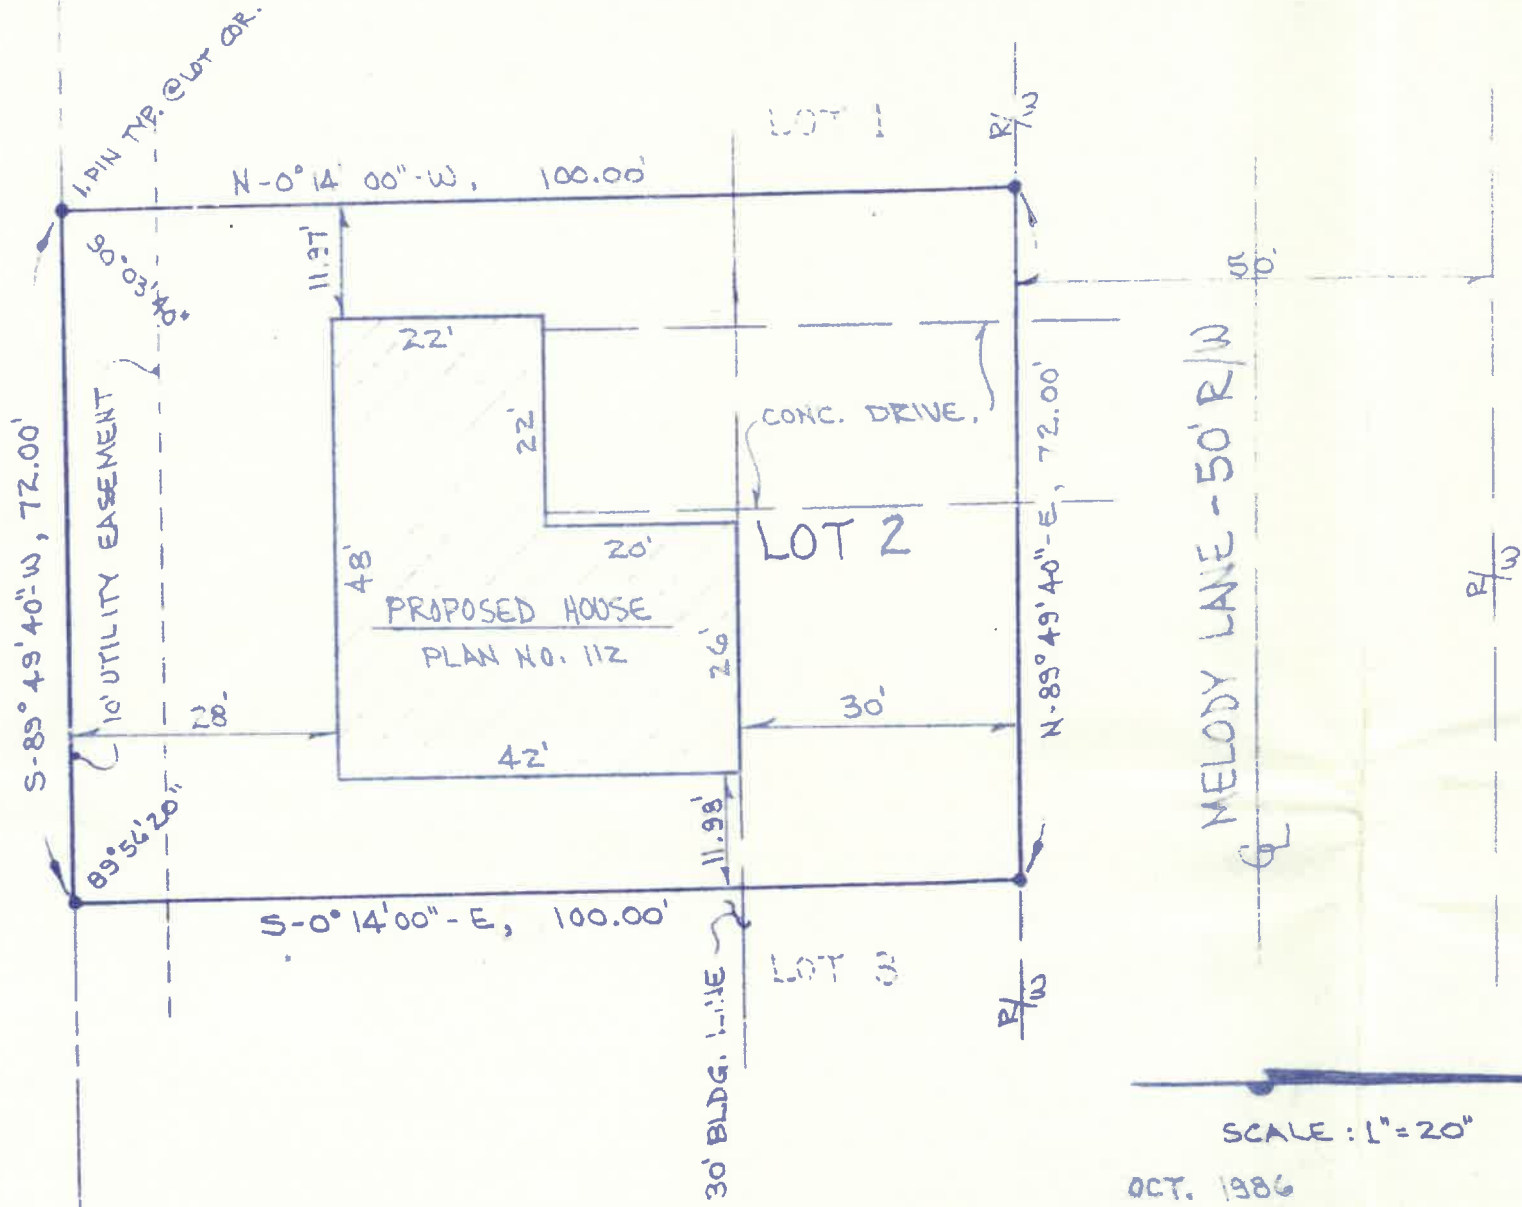 I. PIN TYP. @ LOT COR.
LOT 1
R/W
N-0° 14' 00"-W, 100.00'
90°03'40"
11.97'
22'
50.
S-89° 49' 40"-W, 72.00'
10' UTILITY EASEMENT
22'
CONC. DRIVE.
N-89° 49' 40"-E, 72.00'
MELODY LANE - 50' R/W
20'
LOT 2
48'
PROPOSED HOUSE
PLAN NO. 112
26'
R/W
28'
30'
42'
89°56'20"
11.98'
S-0° 14' 00"-E, 100.00'
30' BLDG. LINE
LOT 3
R/W
SCALE : 1"=20"
OCT. 1986